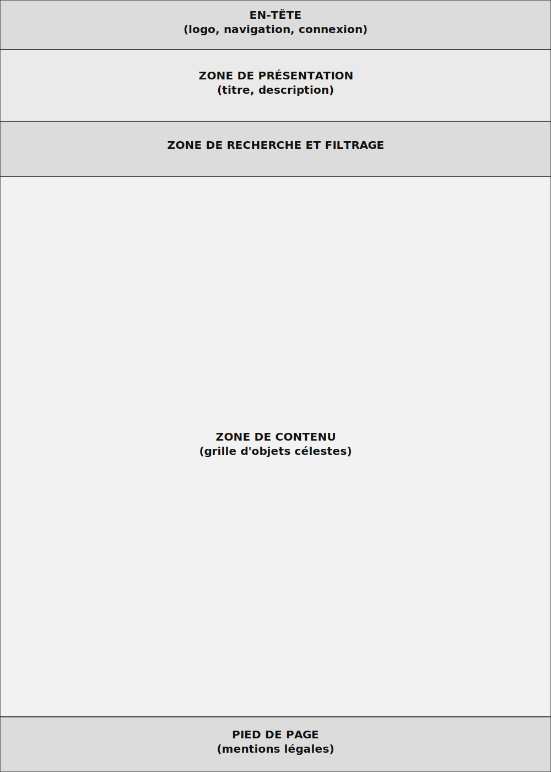 EN-TÊTE
(logo, navigation, connexion)
ZONE DE PRÉSENTATION
(titre, description)
ZONE DE RECHERCHE ET FILTRAGE
ZONE DE CONTENU
(grille d'objets célestes)
PIED DE PAGE
(mentions légales)